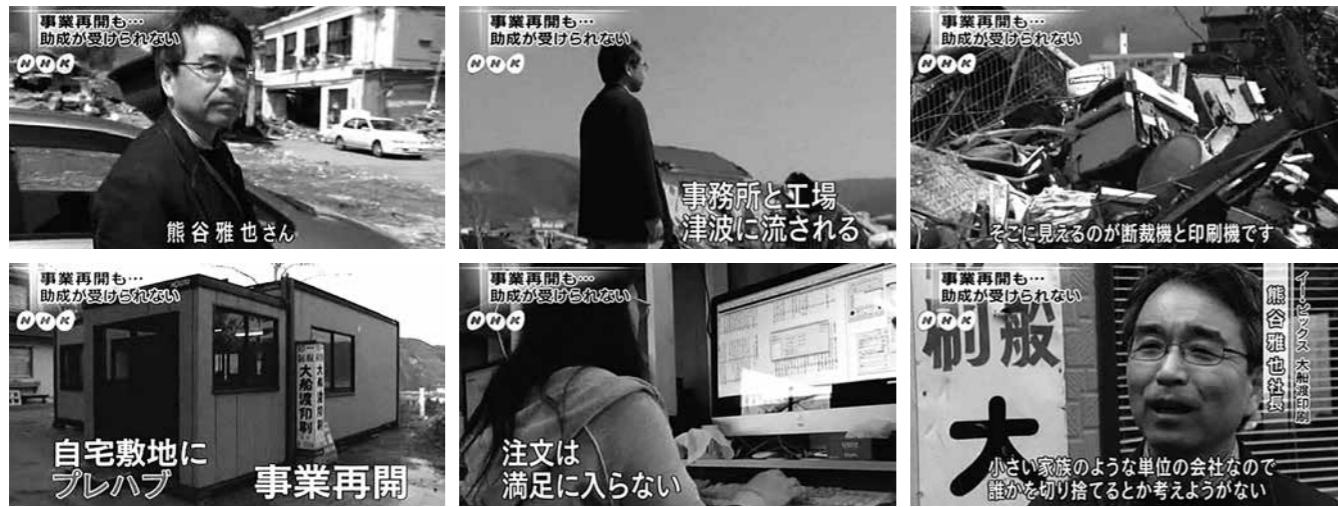 事業再開も…
助成が受けられない
NHK
熊谷雅也さん
事業再開も…
助成が受けられない
NHK
事務所と工場
津波に流される
事業再開も…
助成が受けられない
NHK
そこに見えるのが断裁機と印刷機です
事業再開も…
助成が受けられない
NHK
大船渡印刷
自宅敷地に
プレハブ
事業再開
事業再開も…
助成が受けられない
NHK
注文は
満足に入らない
事業再開も…
助成が受けられない
NHK
イー・ピックス 大船渡印刷
熊谷雅也社長
大
小さい家族のような単位の会社なので
誰かを切り捨てるとか考えようがない